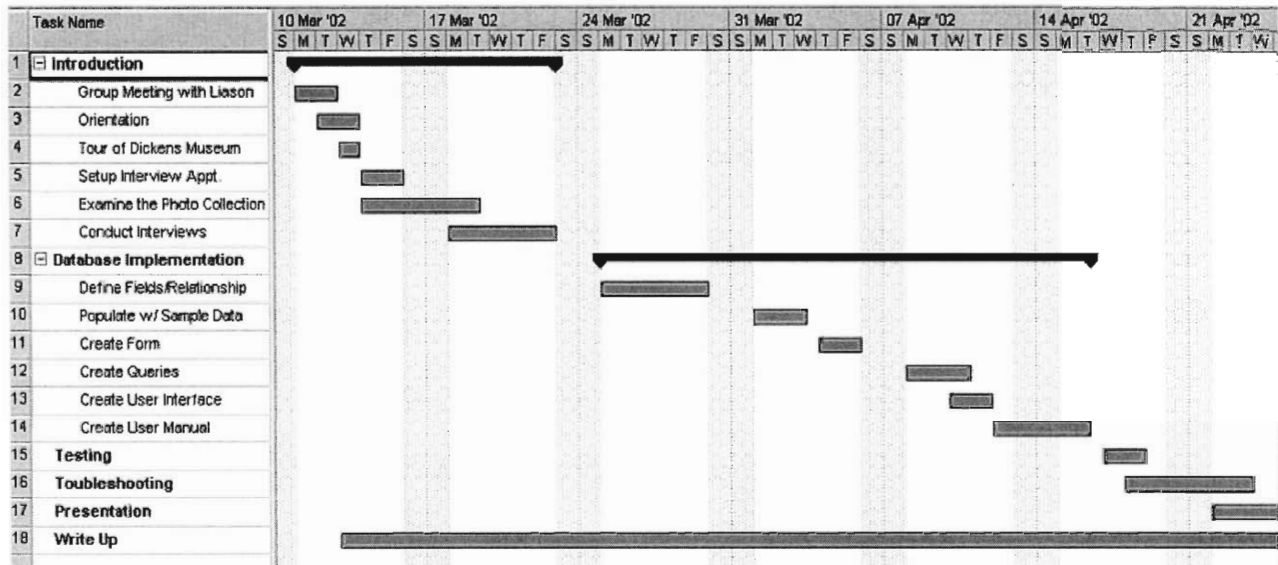 Task Name 10 Mar '02 17 Mar '02 24 Mar '02 31 Mar '02 07 Apr '02 14 Apr '02 21 Apr '02
S M T W T F S S M T W T F S S M T W T F S S M T W T F S S M T W T F S S M T W T F S S M T W
1 Introduction
2 Group Meeting with Liason
3 Orientation
4 Tour of Dickens Museum
5 Setup Interview Appt.
6 Examine the Photo Collection
7 Conduct Interviews
8 Database Implementation
9 Define Fields/Relationship
10 Populate w/ Sample Data
11 Create Form
12 Create Queries
13 Create User Interface
14 Create User Manual
15 Testing
16 Toubleshooting
17 Presentation
18 Write Up